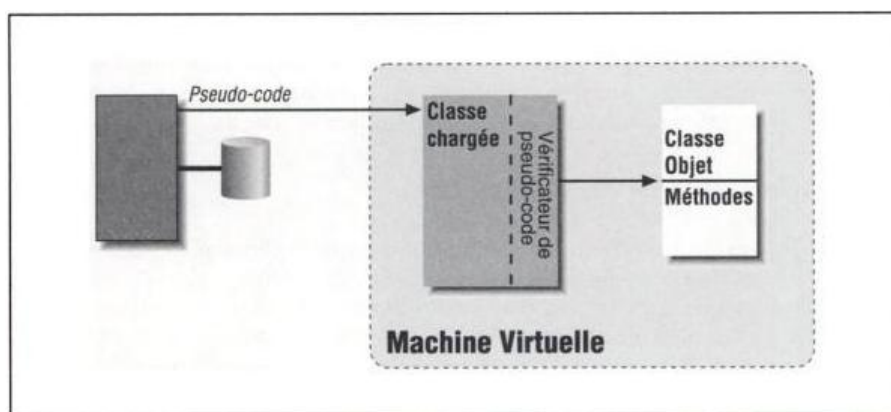 Pseudo-code
Classe
chargée
Vérificateur de
pseudo-code
Classe
Objet
Méthodes
Machine Virtuelle